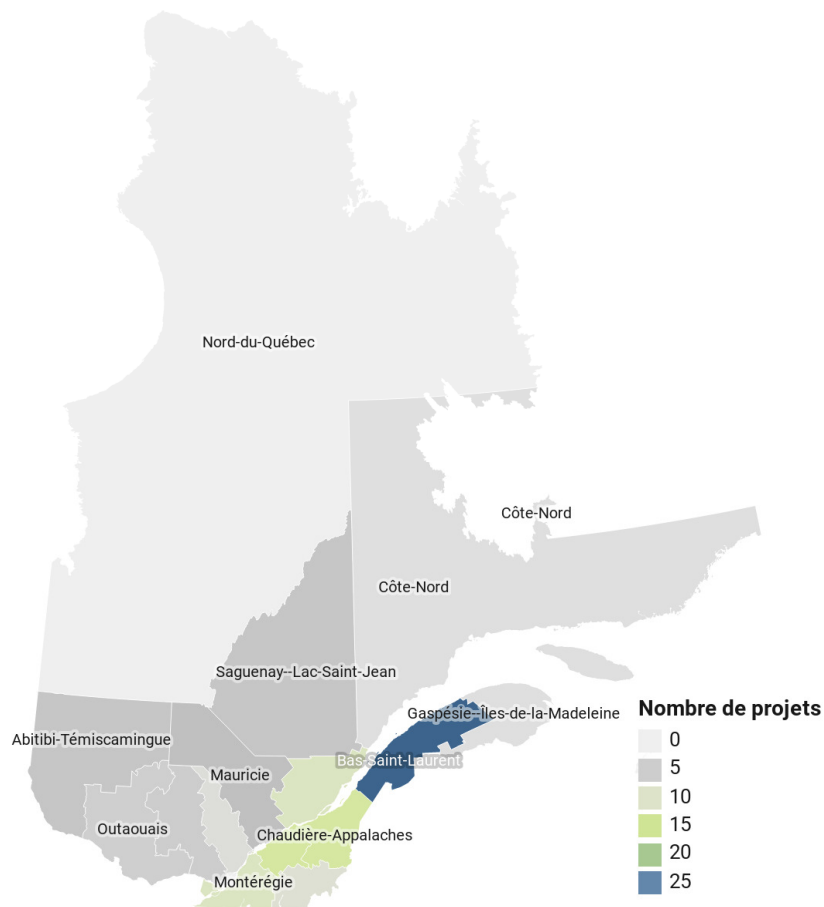 Nord-du-Québec
Côte-Nord
Côte-Nord
Saguenay--Lac-Saint-Jean
Gaspésie--Îles-de-la-Madeleine
Abitibi-Témiscamingue
Bas-Saint-Laurent
Mauricie
Outaouais
Chaudière-Appalaches
Montérégie
Nombre de projets
0
5
10
15
20
25